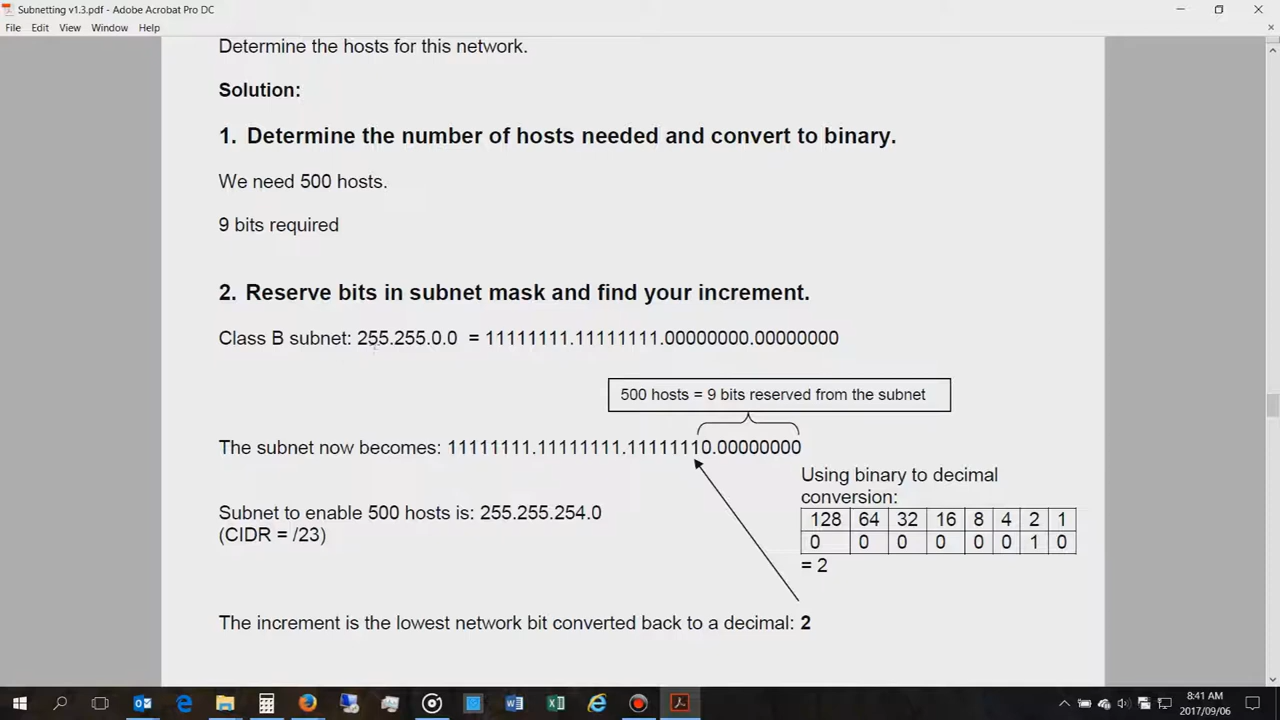 Subnetting v1.3.pdf - Adobe Acrobat Pro DC
File Edit View Window Help
Determine the hosts for this network.
Solution:
1. Determine the number of hosts needed and convert to binary.
We need 500 hosts.
9 bits required
2. Reserve bits in subnet mask and find your increment.
Class B subnet: 255.255.0.0 = 11111111.11111111.00000000.00000000
500 hosts = 9 bits reserved from the subnet
The subnet now becomes: 11111111.11111111.11111110.00000000
Using binary to decimal
conversion:
128 64 32 16 8 4 2 1
0 0 0 0 0 0 1 0
= 2
Subnet to enable 500 hosts is: 255.255.254.0
(CIDR = /23)
The increment is the lowest network bit converted back to a decimal: 2
8:41 AM
2017/09/06